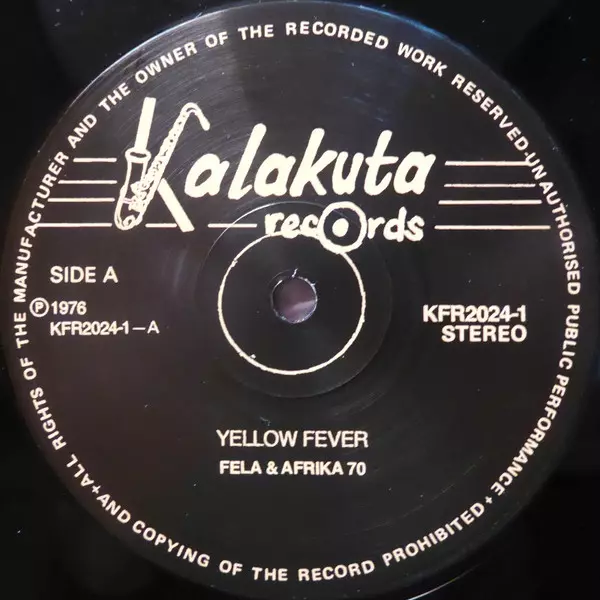 ALL RIGHTS OF THE MANUFACTURER AND THE OWNER OF THE RECORDED WORK RESERVED·UNAUTHORISED PUBLIC PERFORMANCE + AND COPYING OF THE RECORD PROHIBITED +
Kalakuta
records
SIDE A
Ⓟ1976
KFR2024-1–A
KFR2024-1
STEREO
YELLOW FEVER
FELA & AFRIKA 70